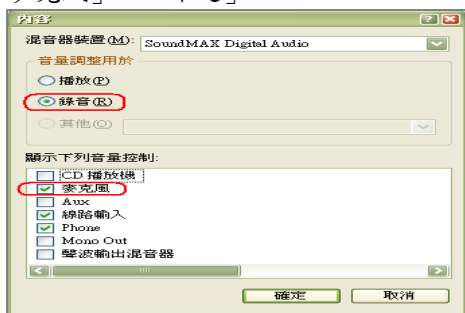 內容
混音器裝置(M): SoundMAX Digital Audio
音量調整用於
播放(P)
錄音(R)
其他(O)
顯示下列音量控制:
CD 播放機
麥克風
Aux
線路輸入
Phone
Mono Out
聲波輸出混音器
確定 取消